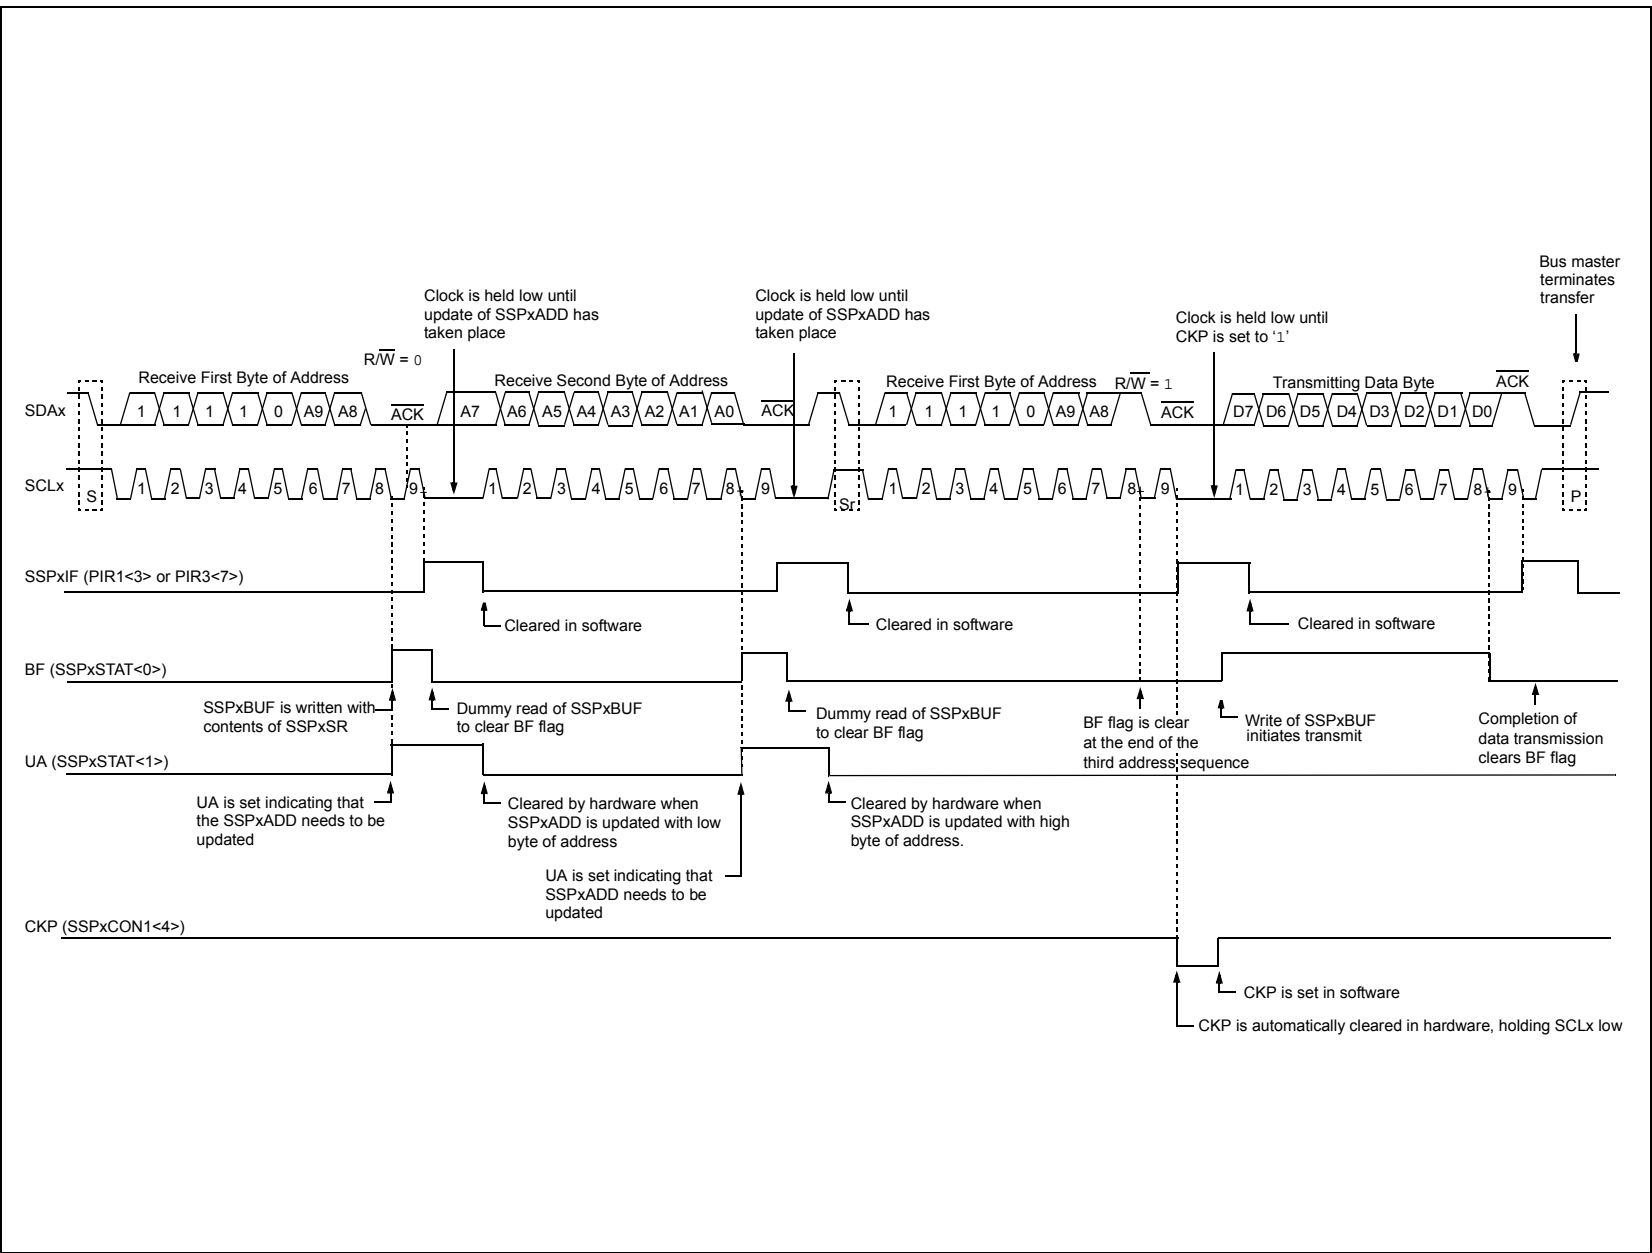 Bus master
terminates
transfer
Clock is held low until
update of SSPxADD has
taken place
Clock is held low until
update of SSPxADD has
taken place
Clock is held low until
CKP is set to ‘1’
R/W = 0
Receive First Byte of Address
Receive Second Byte of Address
Receive First Byte of Address
R/W = 1
Transmitting Data Byte
ACK
SDAx 1 1 1 1 0 A9 A8 ACK A7 A6 A5 A4 A3 A2 A1 A0 ACK 1 1 1 1 0 A9 A8 ACK D7 D6 D5 D4 D3 D2 D1 D0
SCLx S 1 2 3 4 5 6 7 8 9 1 2 3 4 5 6 7 8 9 Sr 1 2 3 4 5 6 7 8 9 1 2 3 4 5 6 7 8 9 P
SSPxIF (PIR1<3> or PIR3<7>)
Cleared in software
Cleared in software
Cleared in software
BF (SSPxSTAT<0>)
SSPxBUF is written with
contents of SSPxSR
Dummy read of SSPxBUF
to clear BF flag
Dummy read of SSPxBUF
to clear BF flag
BF flag is clear
at the end of the
third address sequence
Write of SSPxBUF
initiates transmit
Completion of
data transmission
clears BF flag
UA (SSPxSTAT<1>)
UA is set indicating that
the SSPxADD needs to be
updated
Cleared by hardware when
SSPxADD is updated with low
byte of address
UA is set indicating that
SSPxADD needs to be
updated
Cleared by hardware when
SSPxADD is updated with high
byte of address.
CKP (SSPxCON1<4>)
CKP is set in software
CKP is automatically cleared in hardware, holding SCLx low